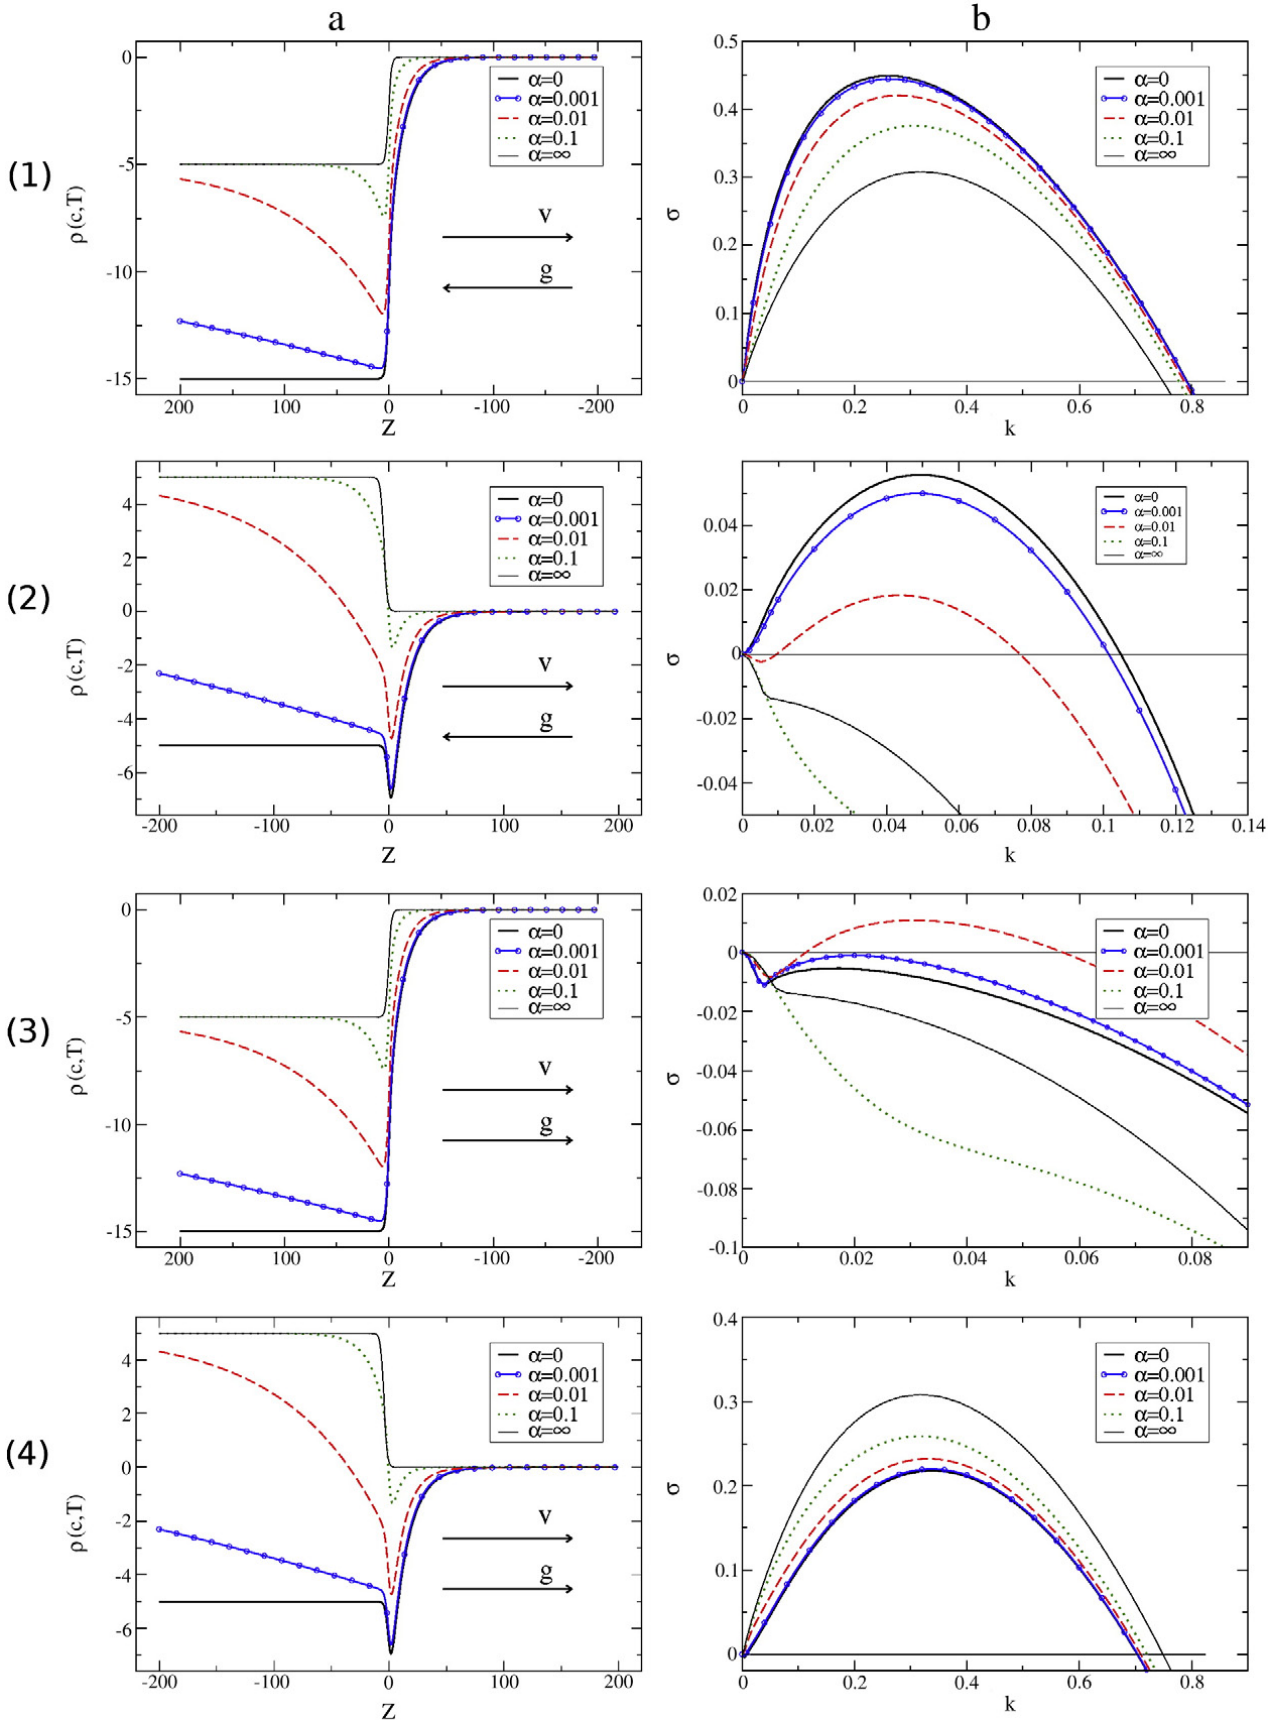 a
b
(1)
0
-5
-10
-15
ρ (c,T)
α=0
α=0.001
α=0.01
α=0.1
α=∞
v
g
200
100
0
-100
-200
Z
0.5
0.4
0.3
0.2
0.1
0
σ
α=0
α=0.001
α=0.01
α=0.1
α=∞
0
0.2
0.4
0.6
0.8
k
(2)
4
2
0
-2
-4
-6
ρ (c,T)
α=0
α=0.001
α=0.01
α=0.1
α=∞
v
g
-200
-100
0
100
200
Z
0.04
0.02
0
-0.02
-0.04
σ
α=0
α=0.001
α=0.01
α=0.1
α=∞
0
0.02
0.04
0.06
0.08
0.1
0.12
0.14
k
(3)
0
-5
-10
-15
ρ (c,T)
α=0
α=0.001
α=0.01
α=0.1
α=∞
v
g
200
100
0
-100
-200
Z
0.02
0
-0.02
-0.04
-0.06
-0.08
-0.1
σ
α=0
α=0.001
α=0.01
α=0.1
α=∞
0
0.02
0.04
0.06
0.08
k
(4)
4
2
0
-2
-4
-6
ρ (c,T)
α=0
α=0.001
α=0.01
α=0.1
α=∞
v
g
-200
-100
0
100
200
Z
0.4
0.3
0.2
0.1
0
σ
α=0
α=0.001
α=0.01
α=0.1
α=∞
0
0.2
0.4
0.6
0.8
k